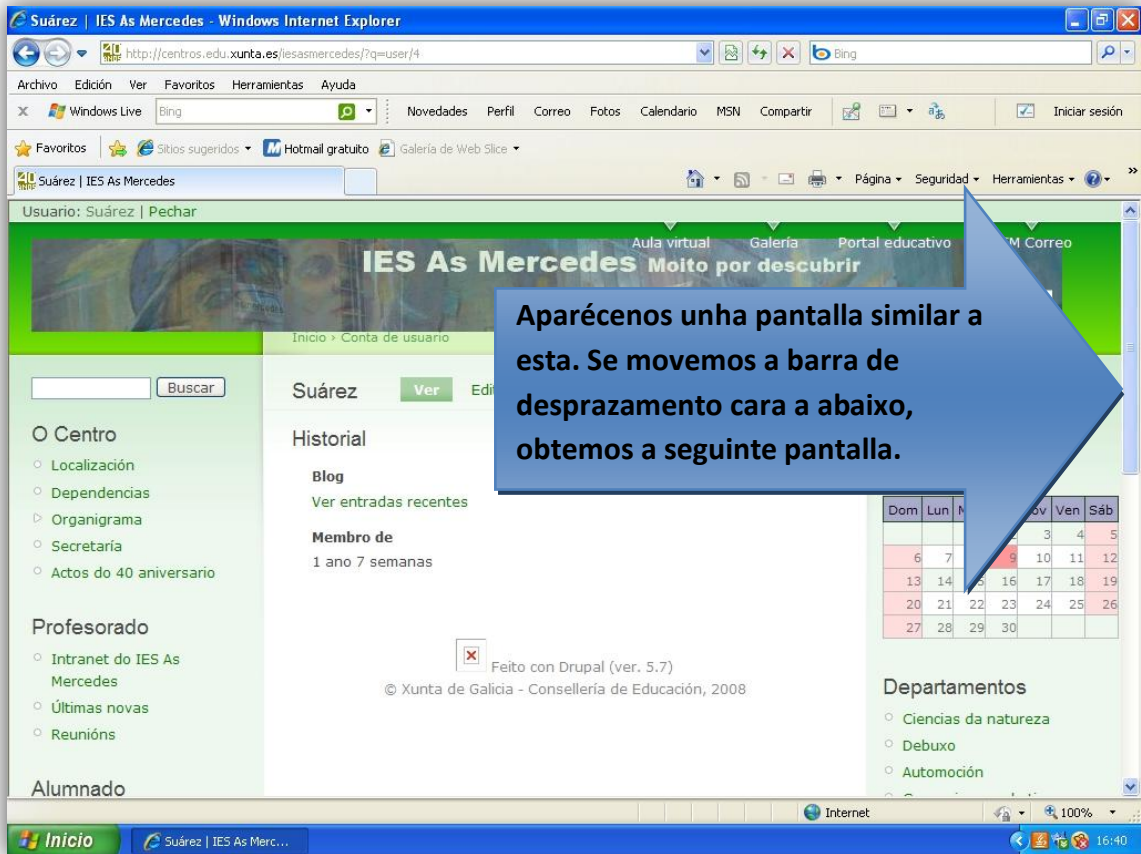 Suárez | IES As Mercedes - Windows Internet Explorer
http://centros.edu.xunta.es/iesasmercedes/?q=user/4
Bing
Archivo Edición Ver Favoritos Herramientas Ayuda
x Windows Live Bing Novedades Perfil Correo Fotos Calendario MSN Compartir Iniciar sesión
Favoritos Sitios sugeridos Hotmail gratuito Galería de Web Slice
Suárez | IES As Mercedes
Página Seguridad Herramientas »
Usuario: Suárez | Pechar
Aula virtual Galería Portal educativo Correo
IES As Mercedes Moito por descubrir
Inicio › Conta de usuario
Aparécenos unha pantalla similar a
esta. Se movemos a barra de
desprazamento cara a abaixo,
obtemos a seguinte pantalla.
Buscar
Suárez Ver
O Centro
Localización
Dependencias
Organigrama
Secretaría
Actos do 40 aniversario
Historial
Blog
Ver entradas recentes
Membro de
1 ano 7 semanas
Profesorado
Intranet do IES As
Mercedes
Últimas novas
Reunións
Alumnado
Feito con Drupal (ver. 5.7)
© Xunta de Galicia - Consellería de Educación, 2008
Dom Lun Ven Sáb
3 4 5
6 7 9 10 11 12
13 14 16 17 18 19
20 21 22 23 24 25 26
27 28 29 30
Departamentos
Ciencias da natureza
Debuxo
Automoción
Internet 100%
Inicio Suárez | IES As Merc... 16:40